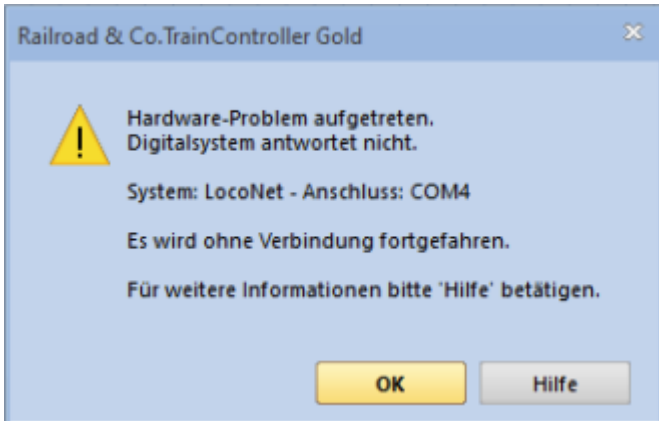 Railroad & Co.TrainController Gold
Hardware-Problem aufgetreten.
Digitalsystem antwortet nicht.
System: LocoNet - Anschluss: COM4
Es wird ohne Verbindung fortgefahren.
Für weitere Informationen bitte 'Hilfe' betätigen.
OK
Hilfe